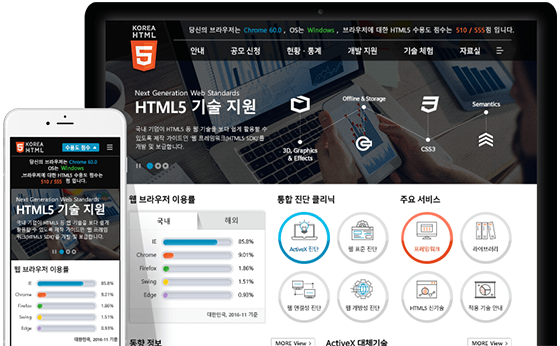 KOREA
HTML
5
당신의 브라우저는 Chrome 60.0 , OS는 Windows , 브라우저에 대한 HTML5 수용도 점수는 510 / 555점 입니다.
안내 공모 신청 현황·통계 개발 지원 기술 체험 자료실
Next Generation Web Standards
HTML5 기술 지원
국내 기업이 HTML5 등 웹 기술을 보다 쉽게 활용할 수
있도록 제작 가이드인 웹 프레임워크(HTML5 SDK)를
개발 및 보급합니다.
Offline & Storage
Semantics
3D, Graphics
& Effects
CSS3
웹 브라우저 이용률
국내 해외
IE 85.8%
Chrome 9.01%
Firefox 1.86%
Swing 1.51%
Edge 0.93%
대한민국, 2016-11 기준
통합 진단 클리닉
ActiveX 진단
웹 표준 진단
웹 연결성 진단
웹 개방성 진단
주요 서비스
프레임워크
라이브러리
HTML5 신기술
적용 기술 안내
동향 정보
MORE View >
ActiveX 대체기술
MORE View >
KOREA
HTML
5
수용도 점수
당신의 브라우저는 Chrome 60.0
OS는 Windows
,브라우저에 대한 HTML5 수용도 점수는
510 / 555 점 입니다.
Next Generation Web Standards
HTML5 기술 지원
국내 기업이 HTML5 등 웹 기술을 보다 쉽게
활용할 수 있도록 제작 가이드인 웹 프레임
워크(HTML5 SDK)를 개발 및 보급합니다.
웹 브라우저 이용률
IE 85.8%
Chrome 9.01%
Firefox 1.86%
Swing 1.51%
Edge 0.93%
대한민국, 2016-11 기준